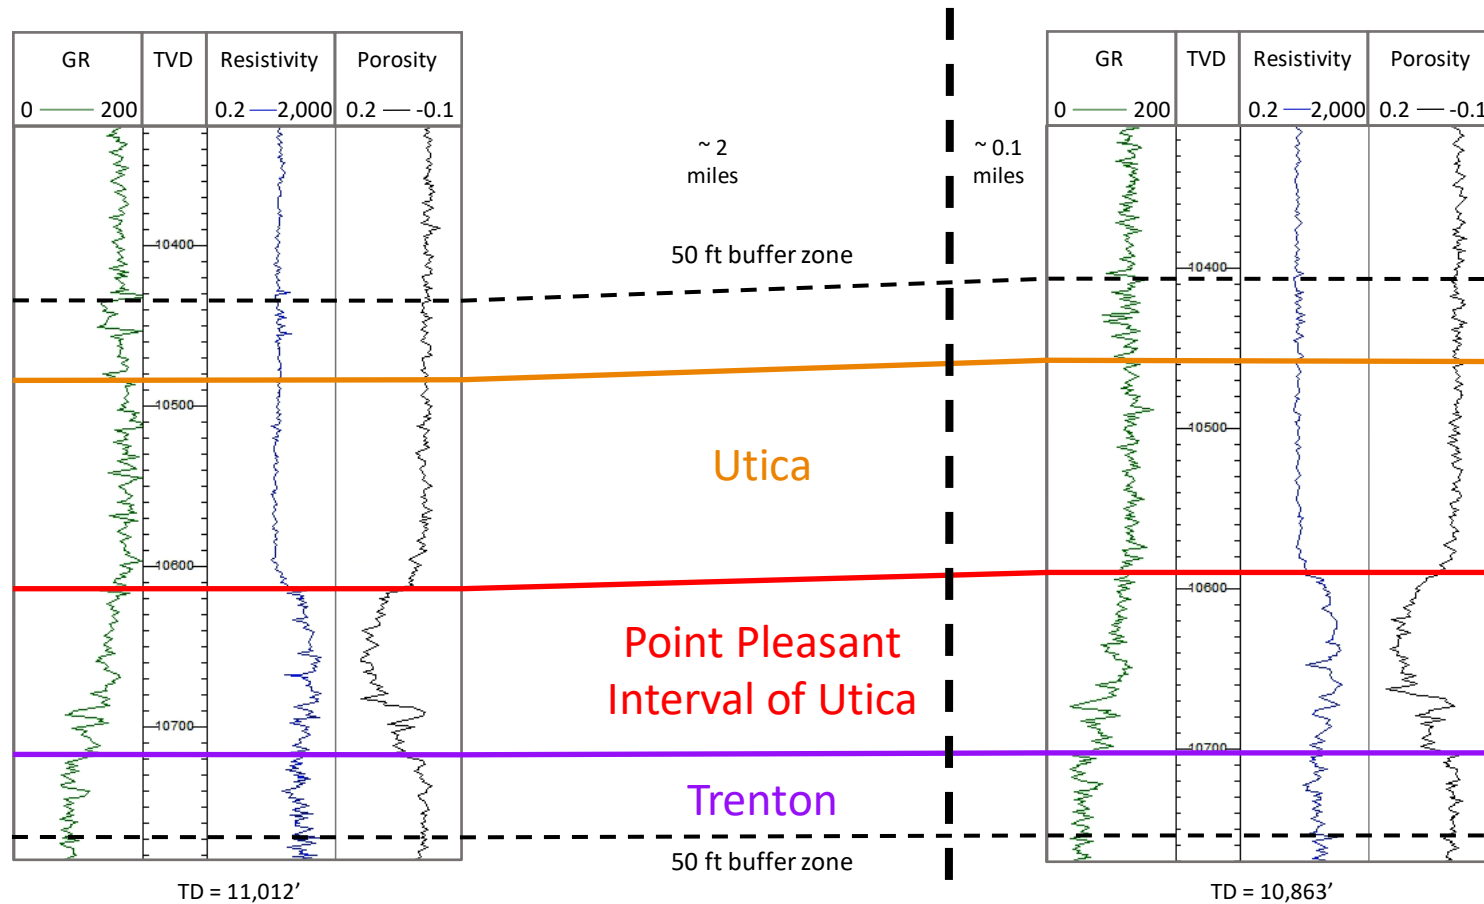 GR TVD Resistivity Porosity
0 200 0.2 2,000 0.2 -0.1
10400
10500
10600
10700
TD = 11,012’
~ 2
miles
~ 0.1
miles
50 ft buffer zone
Utica
Point Pleasant
Interval of Utica
Trenton
50 ft buffer zone
GR TVD Resistivity Porosity
0 200 0.2 2,000 0.2 -0.1
10400
10500
10600
10700
TD = 10,863’